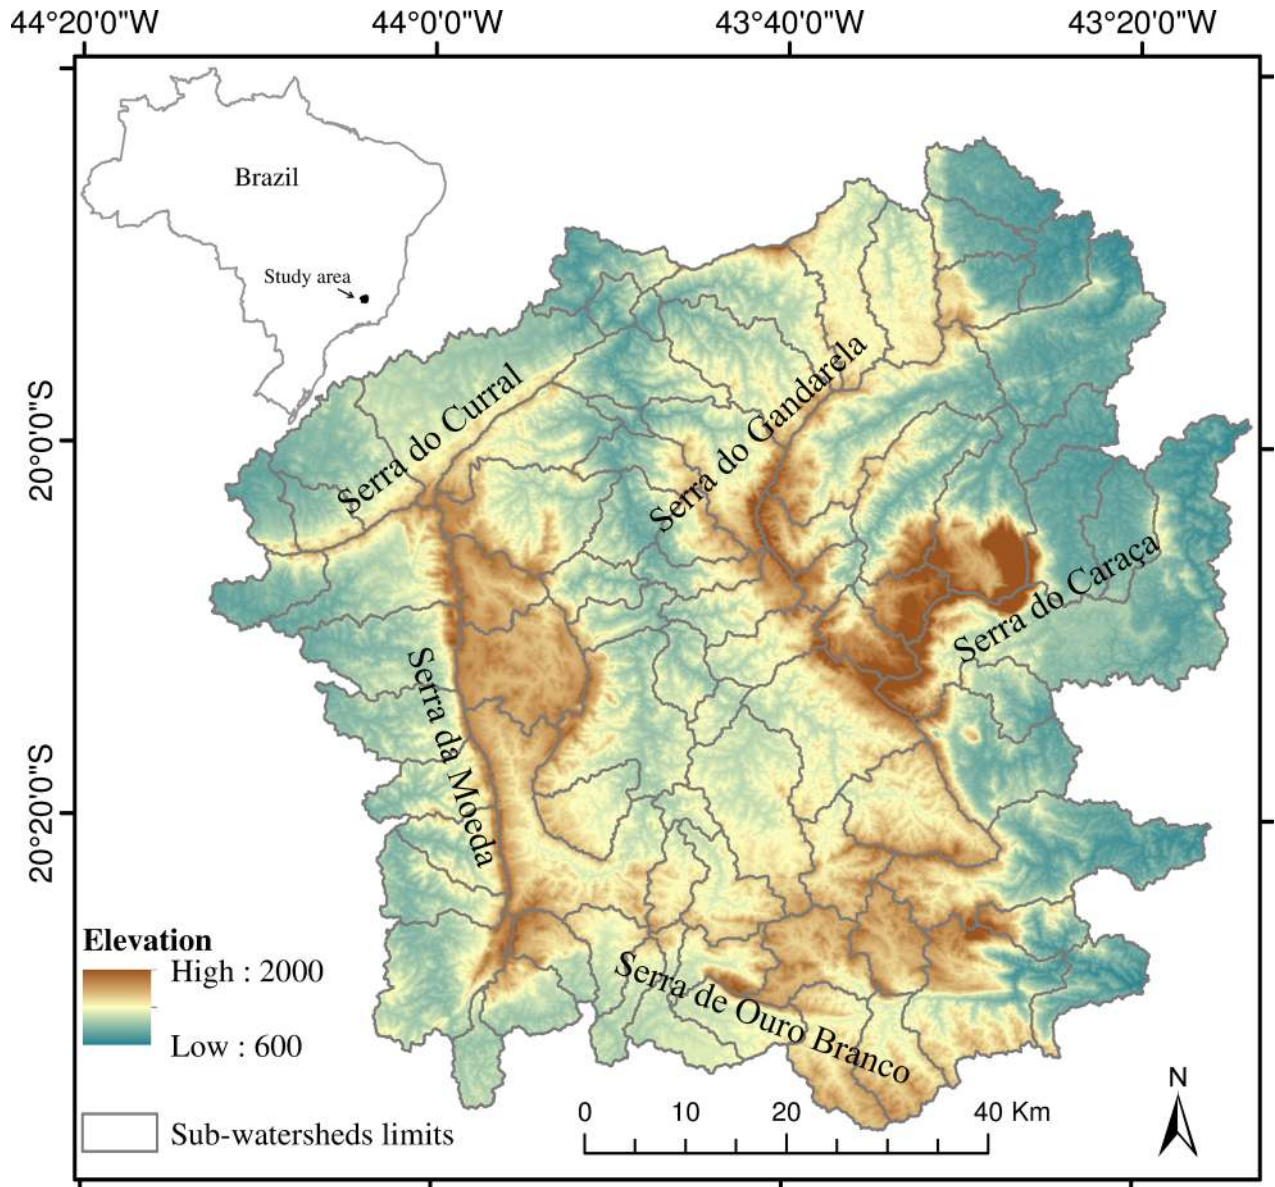 44°20'0"W
44°0'0"W
43°40'0"W
43°20'0"W
Brazil
Study area
20°0'0"S
20°20'0"S
Serra do Curral
Serra do Gandarela
Serra do Caraça
Serra da Moeda
Serra de Ouro Branco
Elevation
High : 2000
Low : 600
Sub-watersheds limits
0 10 20 40 Km
N